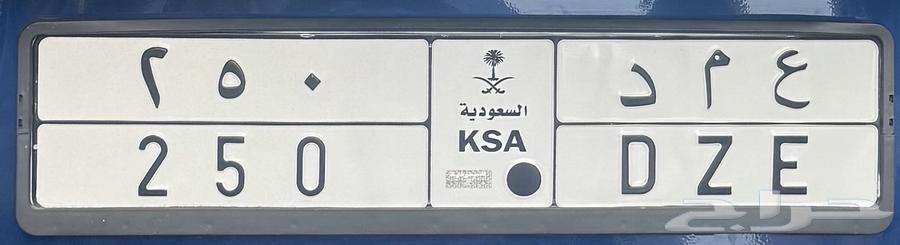 ٢٥٠
ع م د
السعودية
KSA
250
DZE
حراج